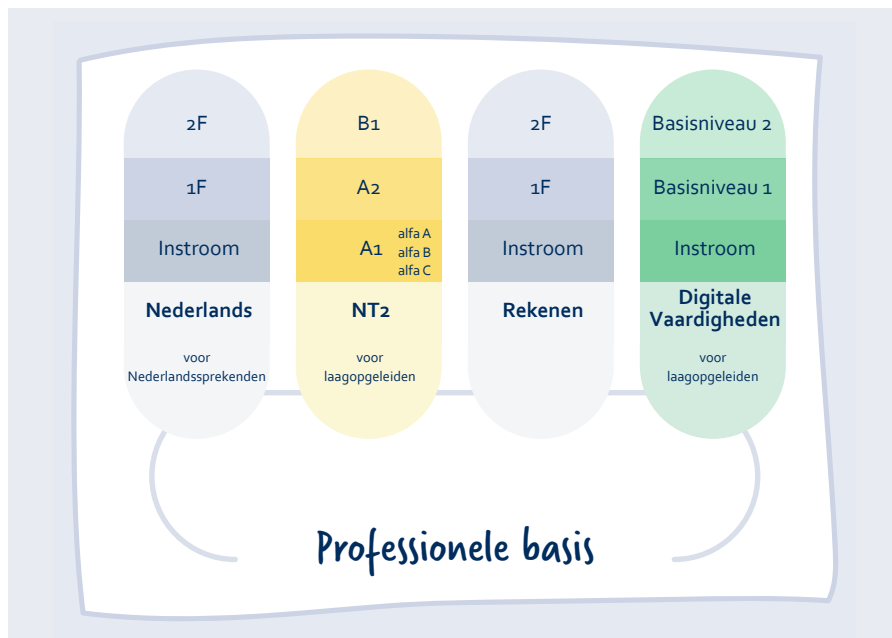 2F
1F
Instroom
Nederlands
voor
Nederlandssprekenden
B1
A2
A1
alfa A
alfa B
alfa C
NT2
voor
laagopgeleiden
2F
1F
Instroom
Rekenen
Basisniveau 2
Basisniveau 1
Instroom
Digitale
Vaardigheden
voor
laagopgeleiden
Professionele basis